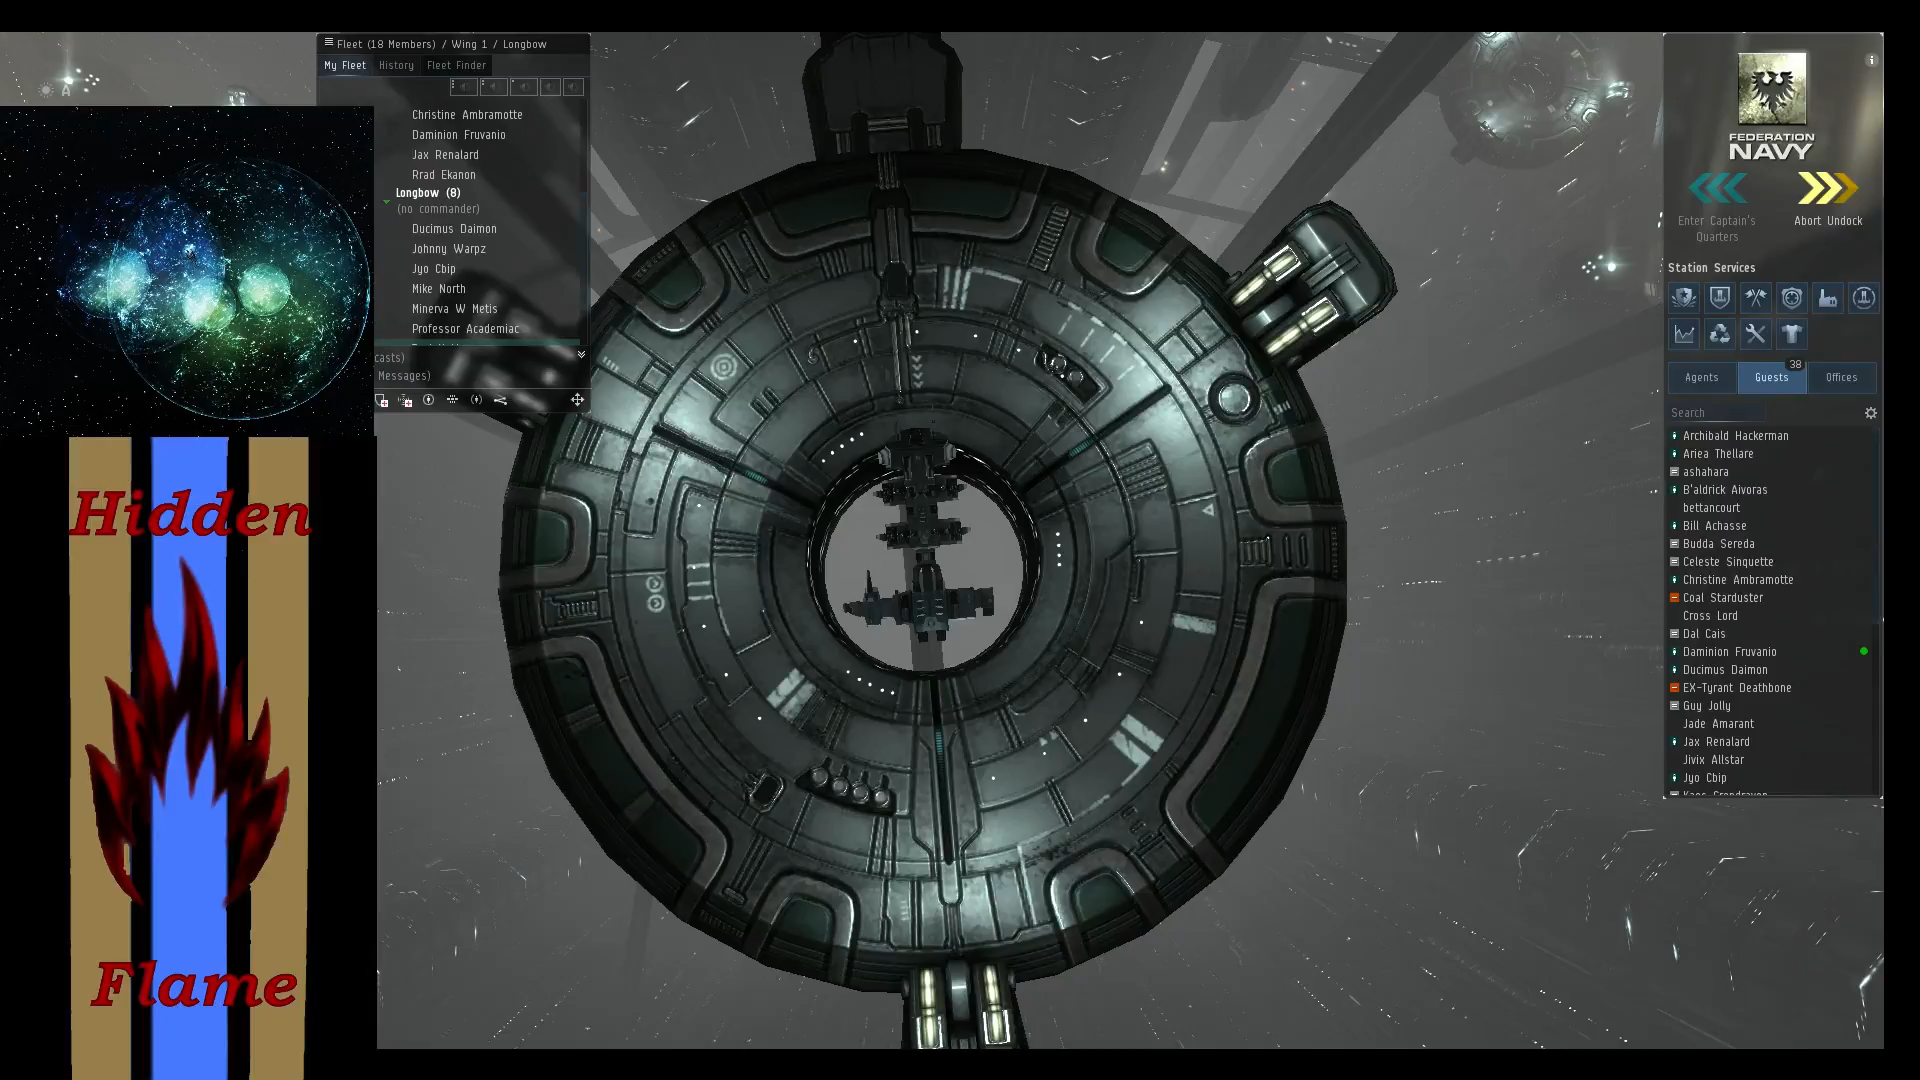 Fleet (18 Members) / Wing 1 / Longbow
My Fleet History Fleet Finder
Christine Ambramotte
Daminion Fruvanio
Jax Renalard
Rrad Ekanon
Longbow (8)
(no commander)
Ducimus Daimon
Johnny Warpz
Jyo Cbip
Mike North
Minerva W Metis
Professor Academiac
casts)
Messages)
Hidden
Flame
FEDERATION
NAVY
Enter Captain's
Quarters
Abort Undock
Station Services
38
Agents Guests Offices
Search
Archibald Hackerman
Ariea Thellare
ashahara
B'aldrick Aivoras
bettancourt
Bill Achasse
Budda Sereda
Celeste Sinquette
Christine Ambramotte
Coal Starduster
Cross Lord
Dal Cais
Daminion Fruvanio
Ducimus Daimon
EX-Tyrant Deathbone
Guy Jolly
Jade Amarant
Jax Renalard
Jivix Allstar
Jyo Cbip